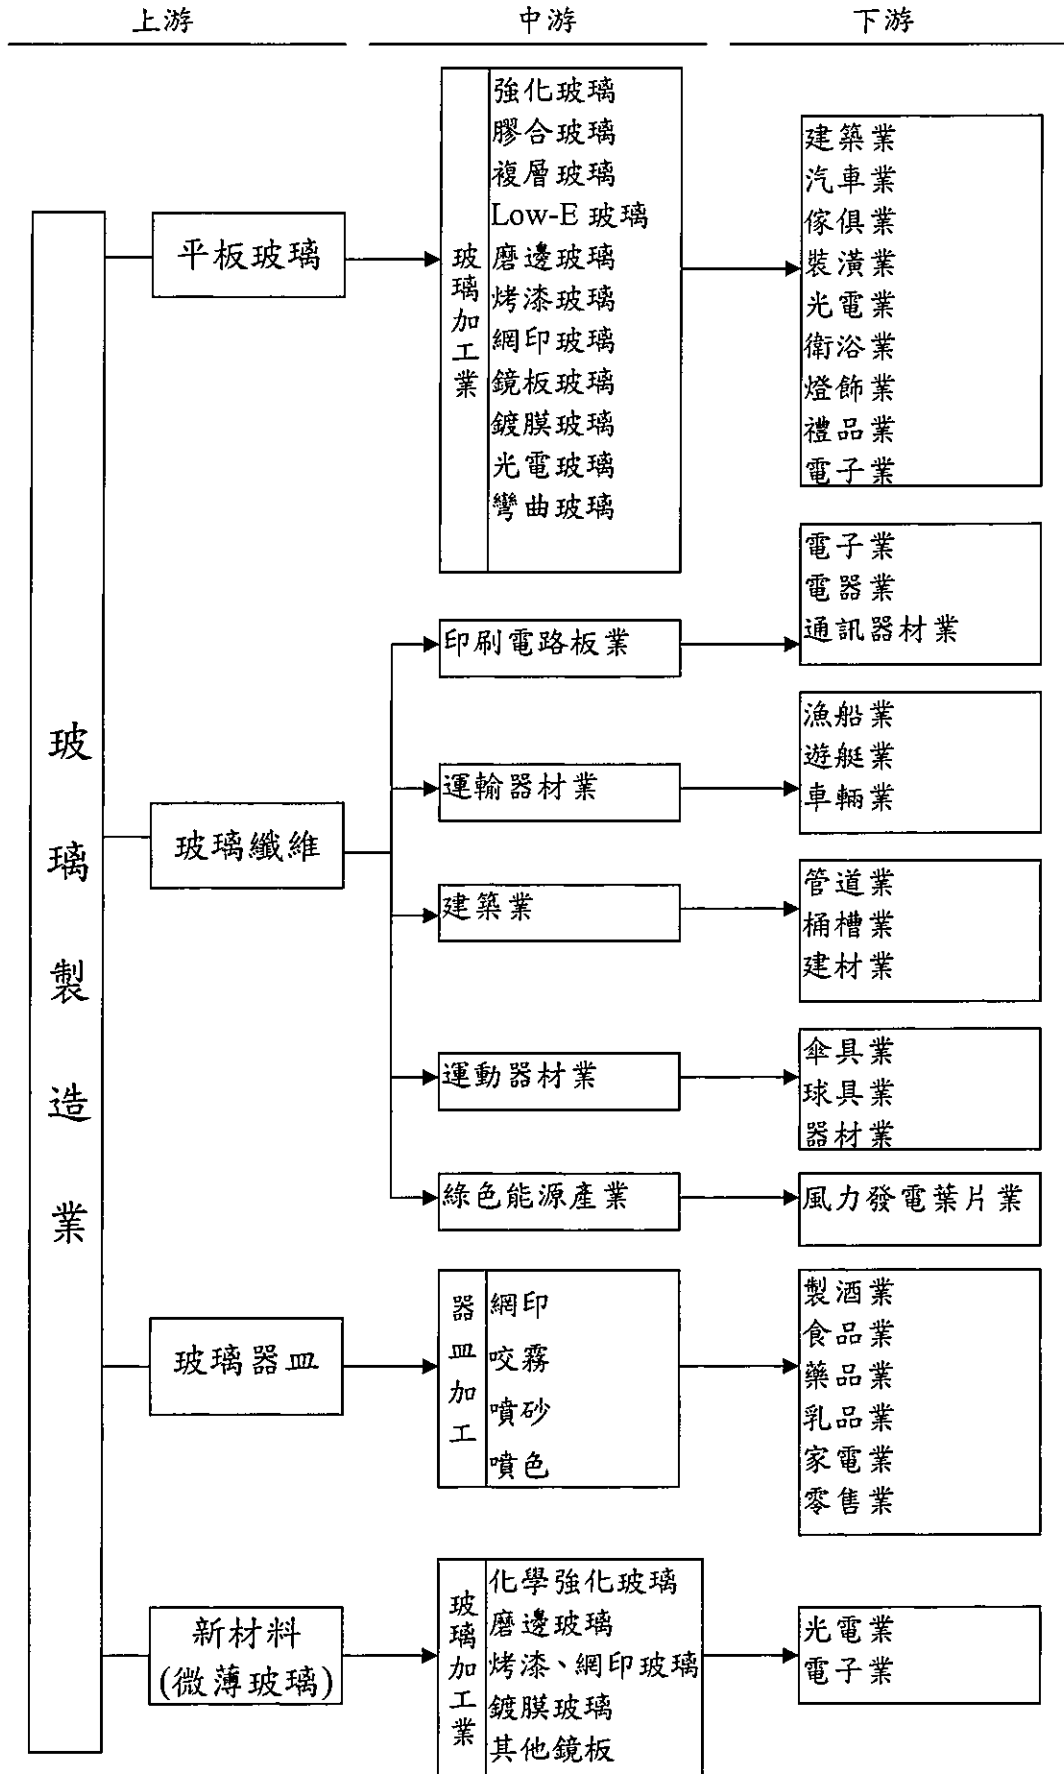 上游
中游
下游
玻璃製造業
平板玻璃
玻璃加工業
強化玻璃
膠合玻璃
複層玻璃
Low-E 玻璃
磨邊玻璃
烤漆玻璃
網印玻璃
鏡板玻璃
鍍膜玻璃
光電玻璃
彎曲玻璃
建築業
汽車業
傢俱業
裝潢業
光電業
衛浴業
燈飾業
禮品業
電子業
玻璃纖維
印刷電路板業
電子業
電器業
通訊器材業
運輸器材業
漁船業
遊艇業
車輛業
建築業
管道業
桶槽業
建材業
運動器材業
傘具業
球具業
器材業
綠色能源產業
風力發電葉片業
玻璃器皿
器皿加工
網印
咬霧
噴砂
噴色
製酒業
食品業
藥品業
乳品業
家電業
零售業
新材料
(微薄玻璃)
玻璃加工業
化學強化玻璃
磨邊玻璃
烤漆、網印玻璃
鍍膜玻璃
其他鏡板
光電業
電子業